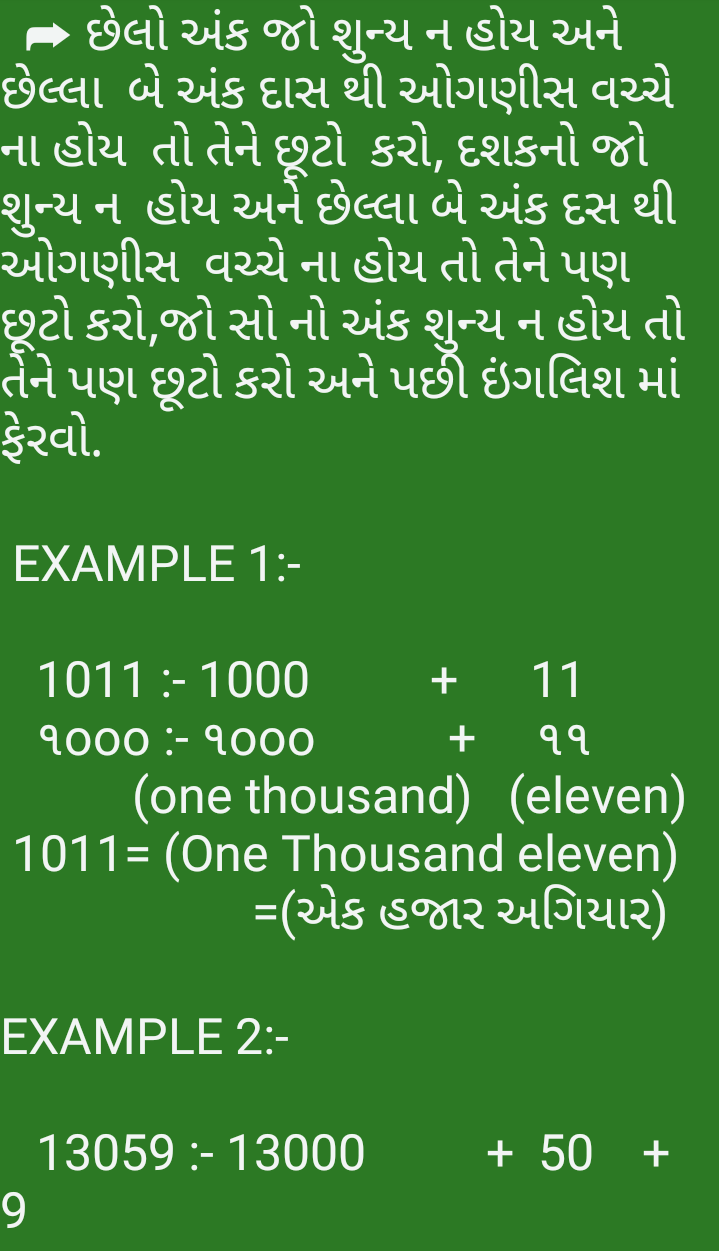 ➦ છેલો અંક જો શુન્ય ન હોય અને
છેલ્લા બે અંક દાસ થી ઓગણીસ વચ્ચે
ના હોય તો તેને છૂટો કરો, દશકનો જો
શુન્ય ન હોય અને છેલ્લા બે અંક દસ થી
ઓગણીસ વચ્ચે ના હોય તો તેને પણ
છૂટો કરો,જો સો નો અંક શુન્ય ન હોય તો
તેને પણ છૂટો કરો અને પછી ઇંગલિશ માં
ફેરવો.
EXAMPLE 1:-
1011 :- 1000 + 11
૧૦૦૦ :- ૧૦૦૦ + ૧૧
(one thousand) (eleven)
1011= (One Thousand eleven)
=(એક હજાર અગિયાર)
EXAMPLE 2:-
13059 :- 13000 + 50 +
9